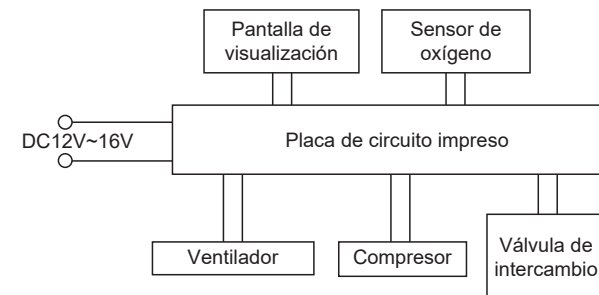 Pantalla de
visualización
Sensor de
oxígeno
DC12V~16V
Placa de circuito impreso
Ventilador
Compresor
Válvula de
intercambio